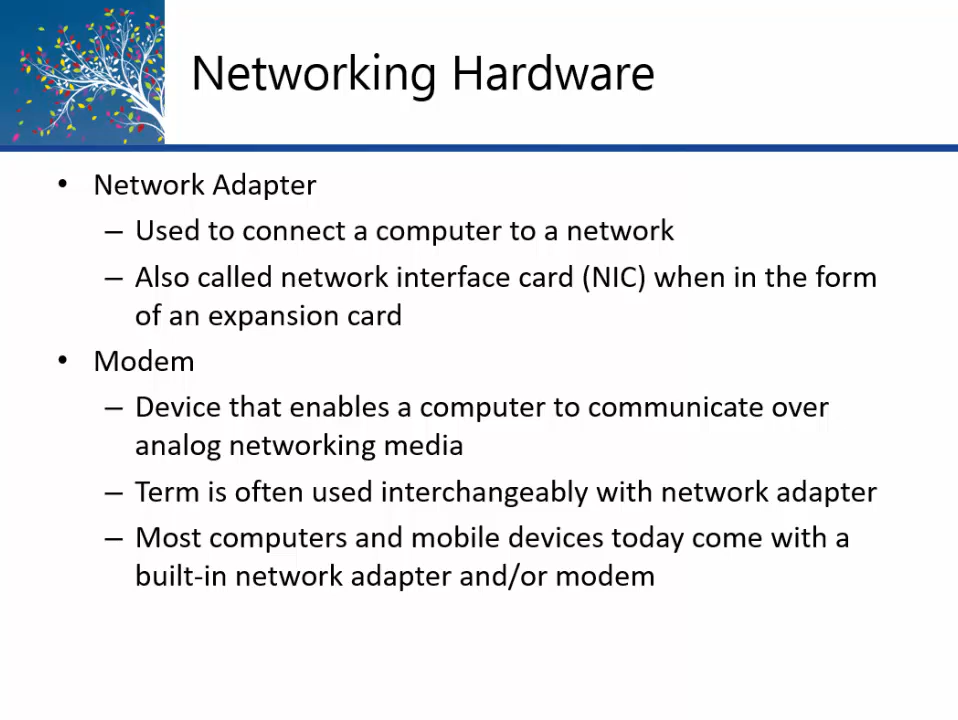 Networking Hardware
• Network Adapter
– Used to connect a computer to a network
– Also called network interface card (NIC) when in the form
of an expansion card
• Modem
– Device that enables a computer to communicate over
analog networking media
– Term is often used interchangeably with network adapter
– Most computers and mobile devices today come with a
built-in network adapter and/or modem